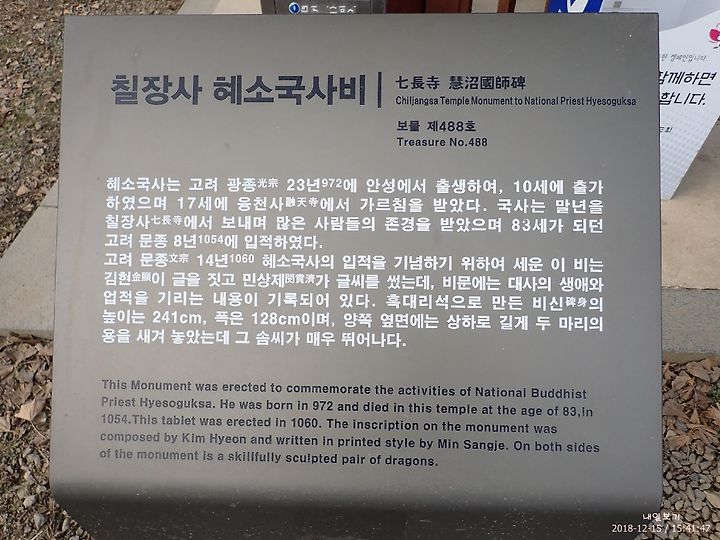 칠장사 혜소국사비
七長寺 慧沼國師碑
Chiljangsa Temple Monument to National Priest Hyesoguksa
보물 제488호
Treasure No.488
혜소국사는 고려 광종光宗 23년972에 안성에서 출생하여, 10세에 출가
하였으며 17세에 융천사融天寺에서 가르침을 받았다. 국사는 말년을
칠장사七長寺에서 보내며 많은 사람들의 존경을 받았으며 83세가 되던
고려 문종 8년1054에 입적하였다.
고려 문종文宗 14년1060 혜소국사의 입적을 기념하기 위하여 세운 이 비는
김현金顯이 글을 짓고 민상제閔賞濟가 글씨를 썼는데, 비문에는 대사의 생애와
업적을 기리는 내용이 기록되어 있다. 흑대리석으로 만든 비신碑身의
높이는 241cm, 폭은 128cm이며, 양쪽 옆면에는 상하로 길게 두 마리의
용을 새겨 놓았는데 그 솜씨가 매우 뛰어나다.
This Monument was erected to commemorate the activities of National Buddhist
Priest Hyesoguksa. He was born in 972 and died in this temple at the age of 83,in
1054.This tablet was erected in 1060. The inscription on the monument was
composed by Kim Hyeon and written in printed style by Min Sangje. On both sides
of the monument is a skillfully sculpted pair of dragons.
함께하면
합니다.
내일보기
2018-12-15 / 15:41:47